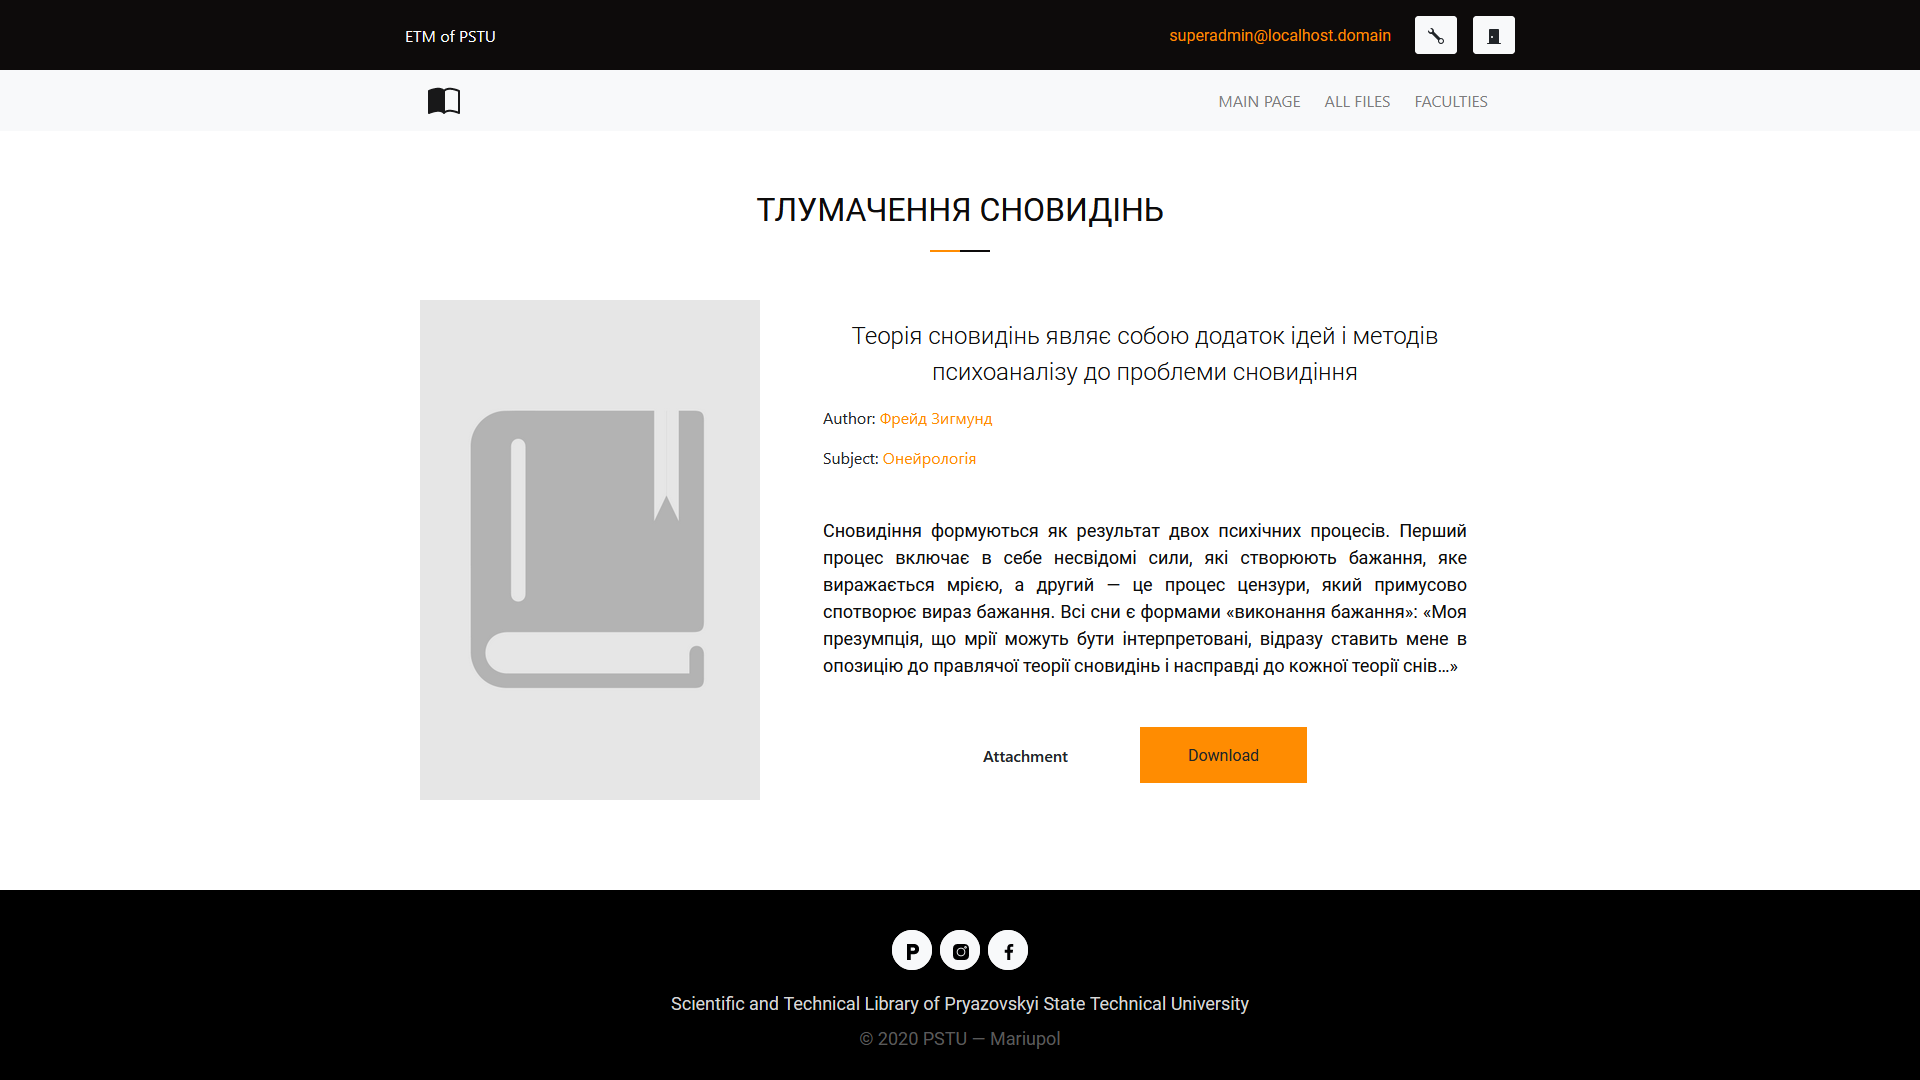 ETM of PSTU
superadmin@localhost.domain
MAIN PAGE
ALL FILES
FACULTIES
ТЛУМАЧЕННЯ СНОВИДІНЬ
Теорія сновидінь являє собою додаток ідей і методів
психоаналізу до проблеми сновидіння
Author: Фрейд Зигмунд
Subject: Онейрологія
Сновидіння формуються як результат двох психічних процесів. Перший
процес включає в себе несвідомі сили, які створюють бажання, яке
виражається мрією, а другий — це процес цензури, який примусово
спотворює вираз бажання. Всі сни є формами «виконання бажання»: «Моя
презумпція, що мрії можуть бути інтерпретовані, відразу ставить мене в
опозицію до правлячої теорії сновидінь і насправді до кожної теорії снів...»
Attachment
Download
Scientific and Technical Library of Pryazovskyi State Technical University
© 2020 PSTU — Mariupol